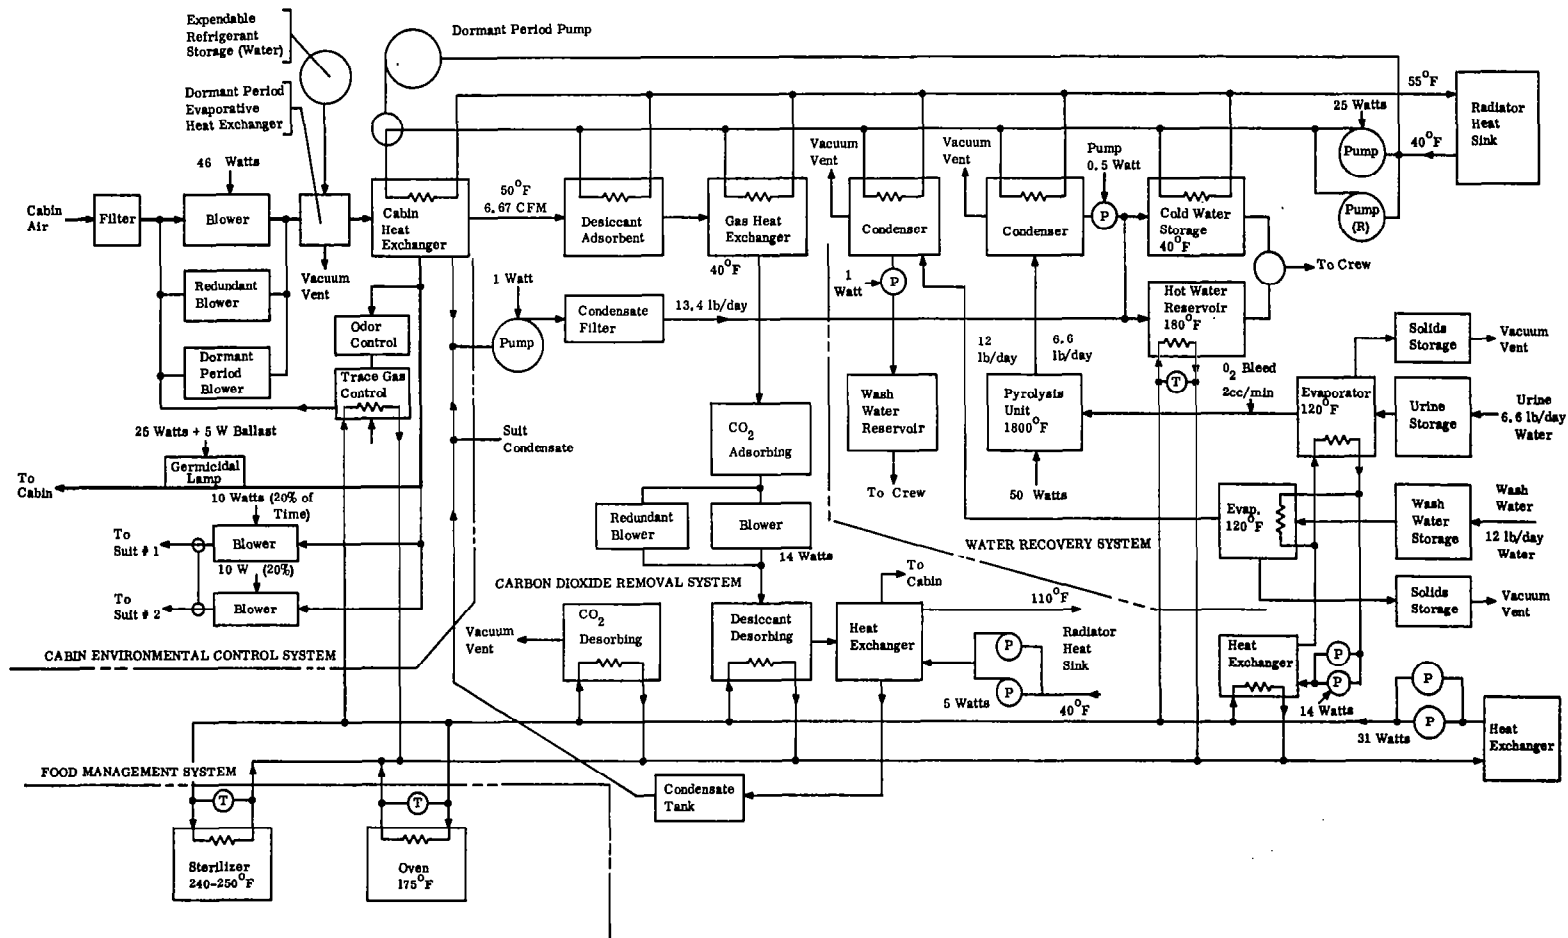 Expendable
Refrigerant
Storage (Water)
Dormant Period Pump
Dormant Period
Evaporative
Heat Exchanger
55°F
Radiator
Heat
Sink
25 Watts
Pump
40°F
Pump
(R)
46 Watts
Cabin
Air
Filter
Blower
Vacuum
Vent
Cabin
Heat
Exchanger
50°F
6.67 CFM
Desiccant
Adsorbent
Gas Heat
Exchanger
40°F
Vacuum
Vent
Condenser
Vacuum
Vent
Condenser
Pump
0.5 Watt
P
Cold Water
Storage
40°F
To Crew
Redundant
Blower
Dormant
Period
Blower
Odor
Control
Trace Gas
Control
1 Watt
Pump
Condensate
Filter
13.4 lb/day
1
Watt
P
Hot Water
Reservoir
180°F
T
12
lb/day
6.6
lb/day
Wash
Water
Reservoir
To Crew
Pyrolysis
Unit
1800°F
50 Watts
O2 Bleed
2cc/min
Evaporator
120°F
Solids
Storage
Vacuum
Vent
Urine
Storage
Urine
6.6 lb/day
Water
25 Watts + 5 W Ballast
Germicidal
Lamp
To
Cabin
Suit
Condensate
CO2
Adsorbing
10 Watts (20% of
Time)
To
Suit # 1
Blower
10 W (20%)
To
Suit # 2
Blower
Redundant
Blower
Blower
14 Watts
Evap.
120°F
Wash
Water
Storage
Wash
Water
12 lb/day
Water
WATER RECOVERY SYSTEM
Solids
Storage
Vacuum
Vent
CARBON DIOXIDE REMOVAL SYSTEM
To
Cabin
110°F
Vacuum
Vent
CO2
Desorbing
Desiccant
Desorbing
Heat
Exchanger
P
P
5 Watts
Radiator
Heat
Sink
40°F
Heat
Exchanger
P
P
14 Watts
P
P
31 Watts
Heat
Exchanger
CABIN ENVIRONMENTAL CONTROL SYSTEM
FOOD MANAGEMENT SYSTEM
T
T
Condensate
Tank
Sterilizer
240-250°F
Oven
175°F